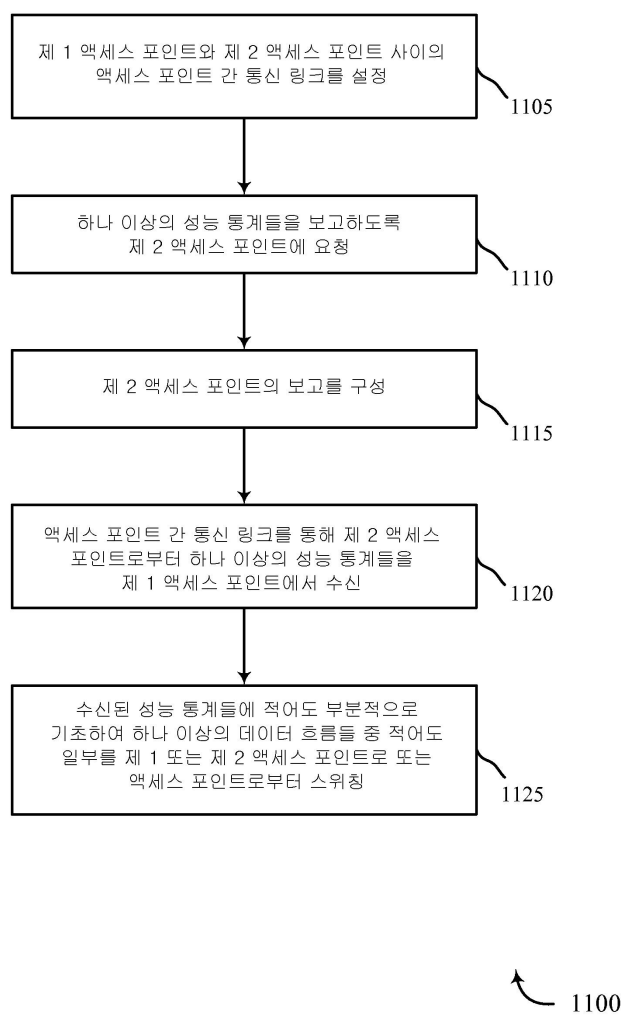 제 1 액세스 포인트와 제 2 액세스 포인트 사이의
액세스 포인트 간 통신 링크를 설정
1105
하나 이상의 성능 통계들을 보고하도록
제 2 액세스 포인트에 요청
1110
제 2 액세스 포인트의 보고를 구성
1115
액세스 포인트 간 통신 링크를 통해 제 2 액세스
포인트로부터 하나 이상의 성능 통계들을
제 1 액세스 포인트에서 수신
1120
수신된 성능 통계들에 적어도 부분적으로
기초하여 하나 이상의 데이터 흐름들 중 적어도
일부를 제 1 또는 제 2 액세스 포인트로 또는
액세스 포인트로부터 스위칭
1125
1100